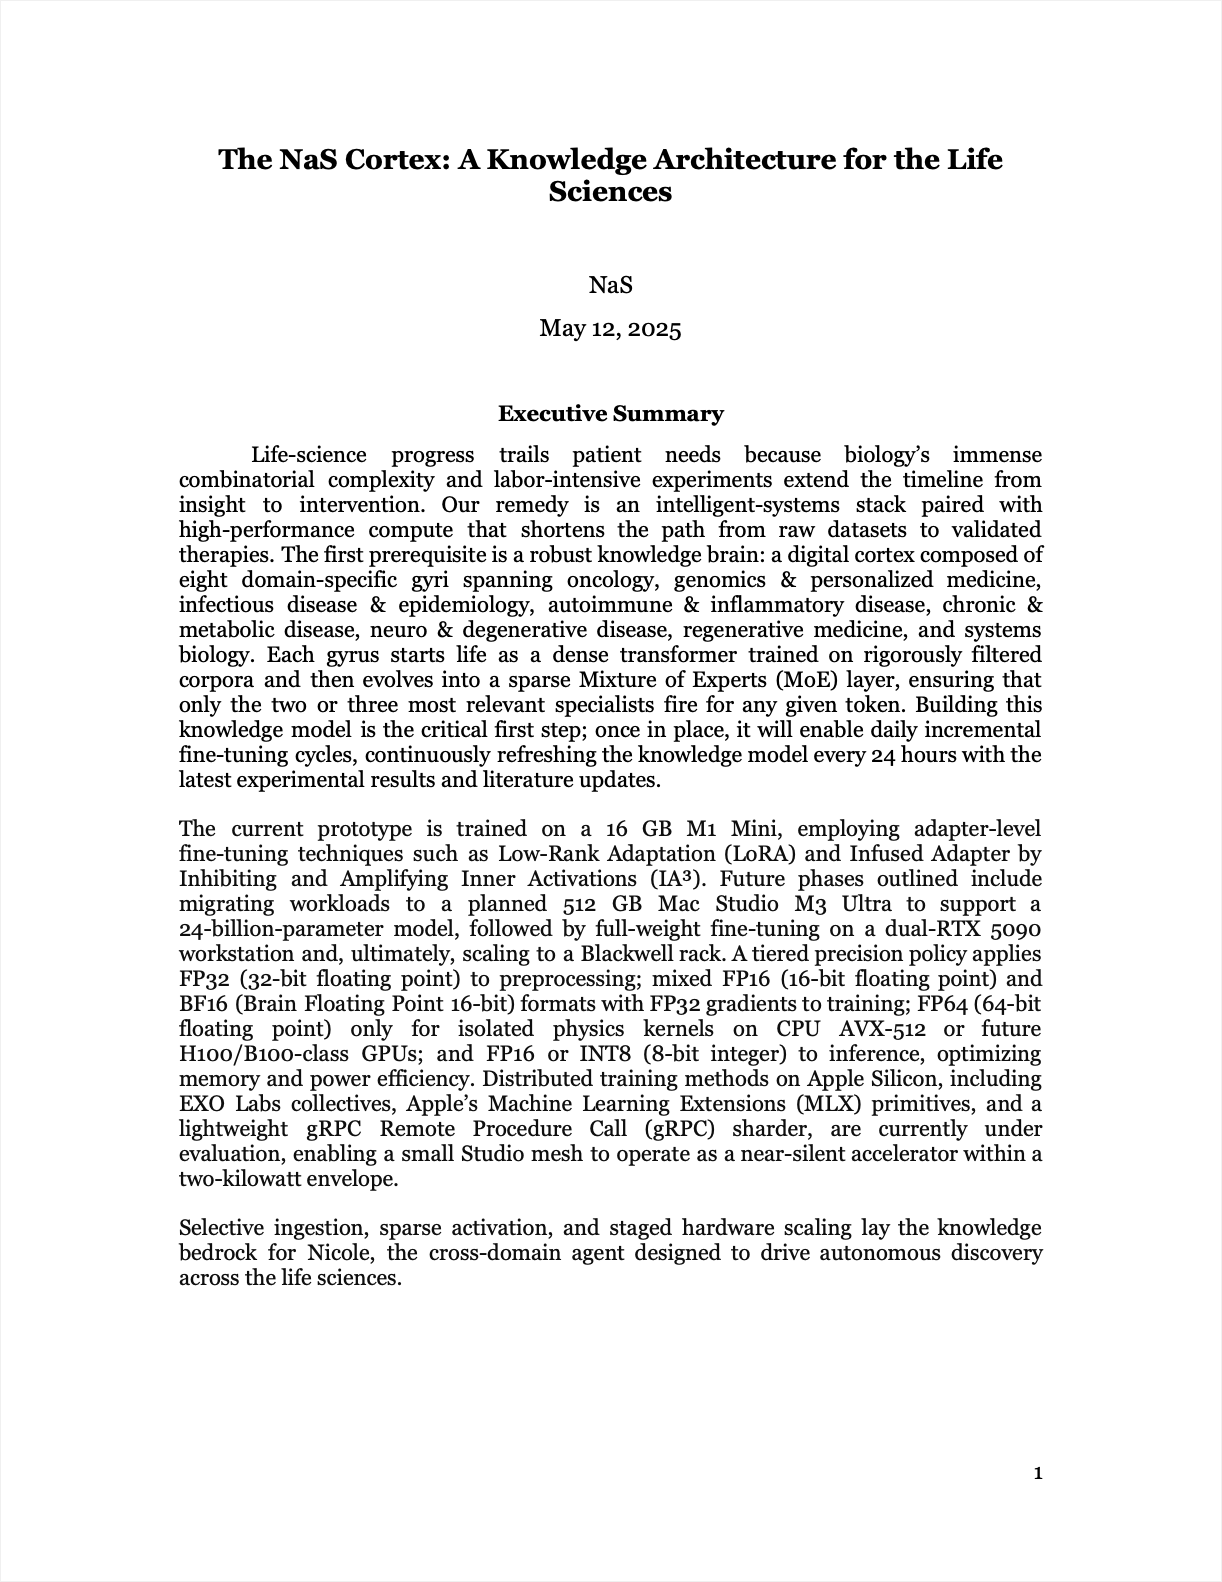 The NaS Cortex: A Knowledge Architecture for the Life
Sciences
NaS
May 12, 2025
Executive Summary
Life-science progress trails patient needs because biology’s immense
combinatorial complexity and labor-intensive experiments extend the timeline from
insight to intervention. Our remedy is an intelligent-systems stack paired with
high-performance compute that shortens the path from raw datasets to validated
therapies. The first prerequisite is a robust knowledge brain: a digital cortex composed of
eight domain-specific gyri spanning oncology, genomics & personalized medicine,
infectious disease & epidemiology, autoimmune & inflammatory disease, chronic &
metabolic disease, neuro & degenerative disease, regenerative medicine, and systems
biology. Each gyrus starts life as a dense transformer trained on rigorously filtered
corpora and then evolves into a sparse Mixture of Experts (MoE) layer, ensuring that
only the two or three most relevant specialists fire for any given token. Building this
knowledge model is the critical first step; once in place, it will enable daily incremental
fine-tuning cycles, continuously refreshing the knowledge model every 24 hours with the
latest experimental results and literature updates.
The current prototype is trained on a 16 GB M1 Mini, employing adapter-level
fine-tuning techniques such as Low-Rank Adaptation (LoRA) and Infused Adapter by
Inhibiting and Amplifying Inner Activations (IA³). Future phases outlined include
migrating workloads to a planned 512 GB Mac Studio M3 Ultra to support a
24-billion-parameter model, followed by full-weight fine-tuning on a dual-RTX 5090
workstation and, ultimately, scaling to a Blackwell rack. A tiered precision policy applies
FP32 (32-bit floating point) to preprocessing; mixed FP16 (16-bit floating point) and
BF16 (Brain Floating Point 16-bit) formats with FP32 gradients to training; FP64 (64-bit
floating point) only for isolated physics kernels on CPU AVX-512 or future
H100/B100-class GPUs; and FP16 or INT8 (8-bit integer) to inference, optimizing
memory and power efficiency. Distributed training methods on Apple Silicon, including
EXO Labs collectives, Apple’s Machine Learning Extensions (MLX) primitives, and a
lightweight gRPC Remote Procedure Call (gRPC) sharder, are currently under
evaluation, enabling a small Studio mesh to operate as a near-silent accelerator within a
two-kilowatt envelope.
Selective ingestion, sparse activation, and staged hardware scaling lay the knowledge
bedrock for Nicole, the cross-domain agent designed to drive autonomous discovery
across the life sciences.
1